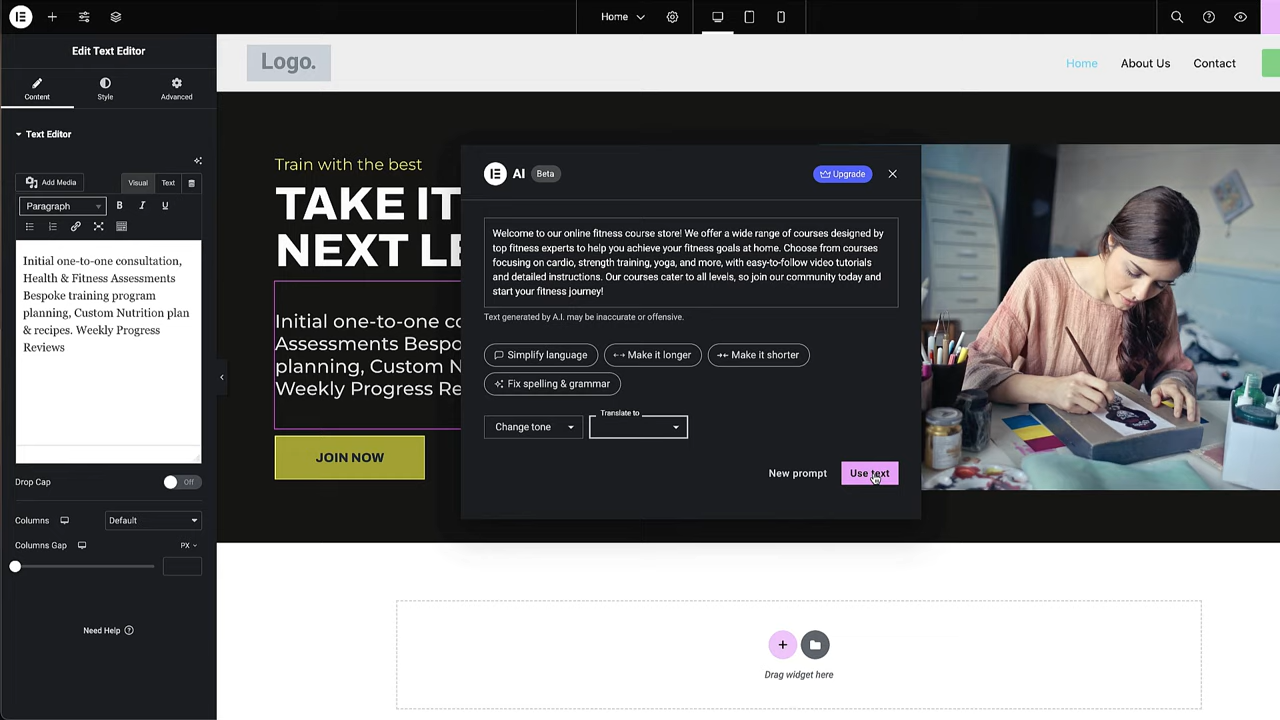 Home
Edit Text Editor
Content
Style
Advanced
Text Editor
Add Media
Visual
Text
Paragraph
B
I
U
Initial one-to-one consultation,
Health & Fitness Assessments
Bespoke training program
planning, Custom Nutrition plan
& recipes. Weekly Progress
Reviews
Drop Cap
Off
Columns
Default
Columns Gap
PX
Need Help
Logo.
Home
About Us
Contact
Train with the best
TAKE IT
NEXT LE
Initial one-to-one co
Assessments Bespo
planning, Custom N
Weekly Progress Re
JOIN NOW
AI
Beta
Upgrade
Welcome to our online fitness course store! We offer a wide range of courses designed by
top fitness experts to help you achieve your fitness goals at home. Choose from courses
focusing on cardio, strength training, yoga, and more, with easy-to-follow video tutorials
and detailed instructions. Our courses cater to all levels, so join our community today and
start your fitness journey!
Text generated by A.I. may be inaccurate or offensive.
Simplify language
Make it longer
Make it shorter
Fix spelling & grammar
Change tone
Translate to
New prompt
Use text
Drag widget here